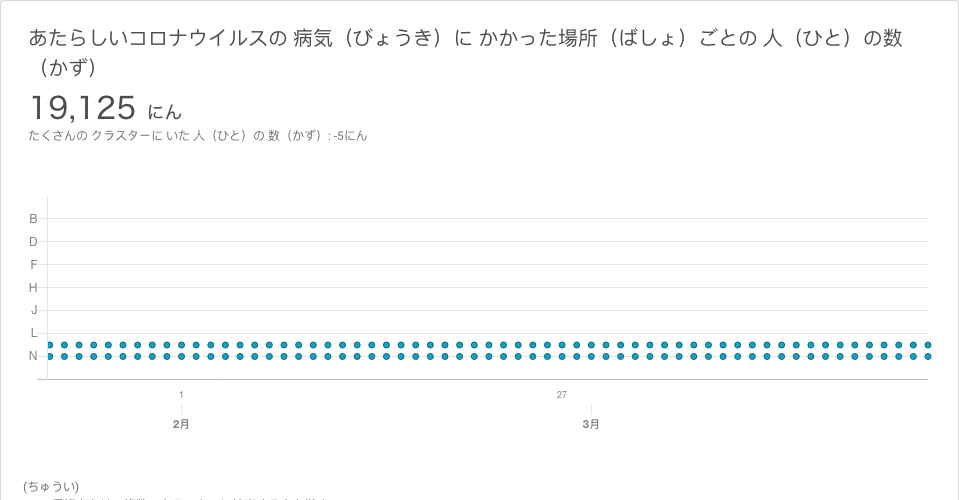 あたらしいコロナウイルスの 病気（びょうき）に かかった場所（ばしょ）ごとの 人（ひと）の数
（かず）
19,125 にん
たくさんの クラスターに いた 人（ひと）の 数（かず）: -5にん
B
D
F
H
J
L
N
1
27
2月
3月
(ちゅうい)